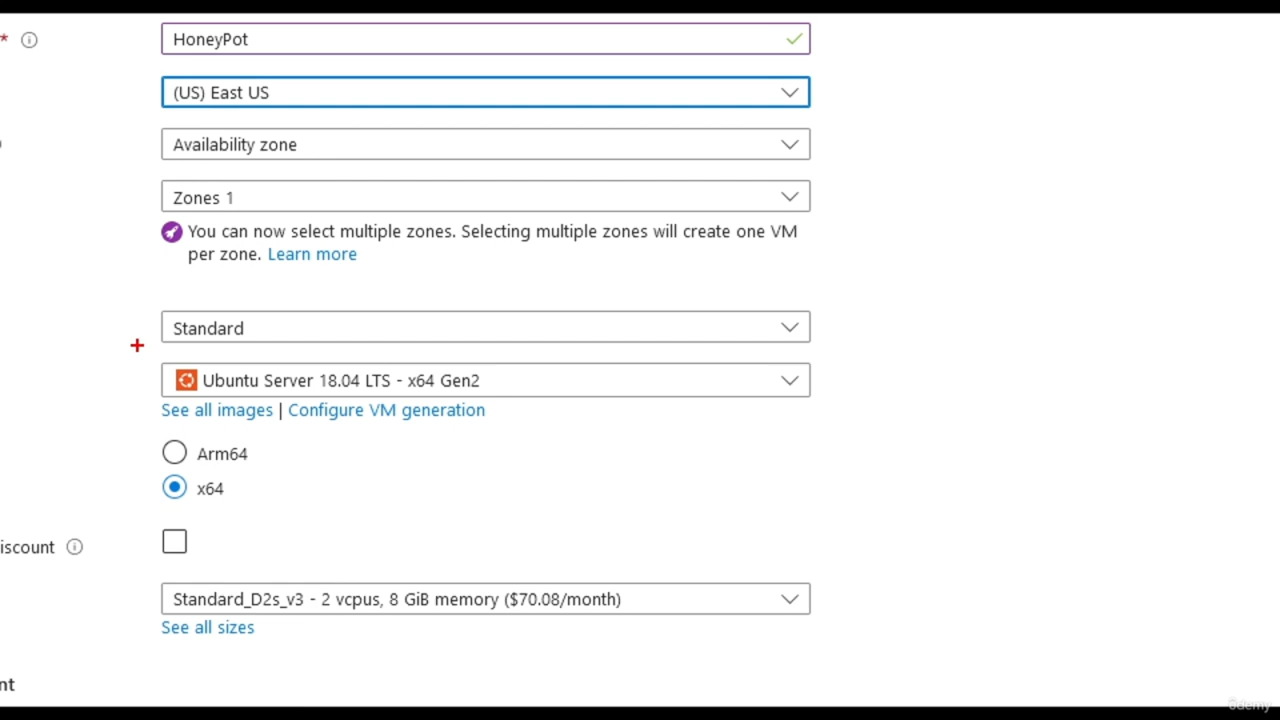 *
HoneyPot
(US) East US
Availability zone
Zones 1
You can now select multiple zones. Selecting multiple zones will create one VM
per zone. Learn more
Standard
Ubuntu Server 18.04 LTS - x64 Gen2
See all images | Configure VM generation
Arm64
x64
iscount
Standard_D2s_v3 - 2 vcpus, 8 GiB memory ($70.08/month)
See all sizes
nt
ûdemy